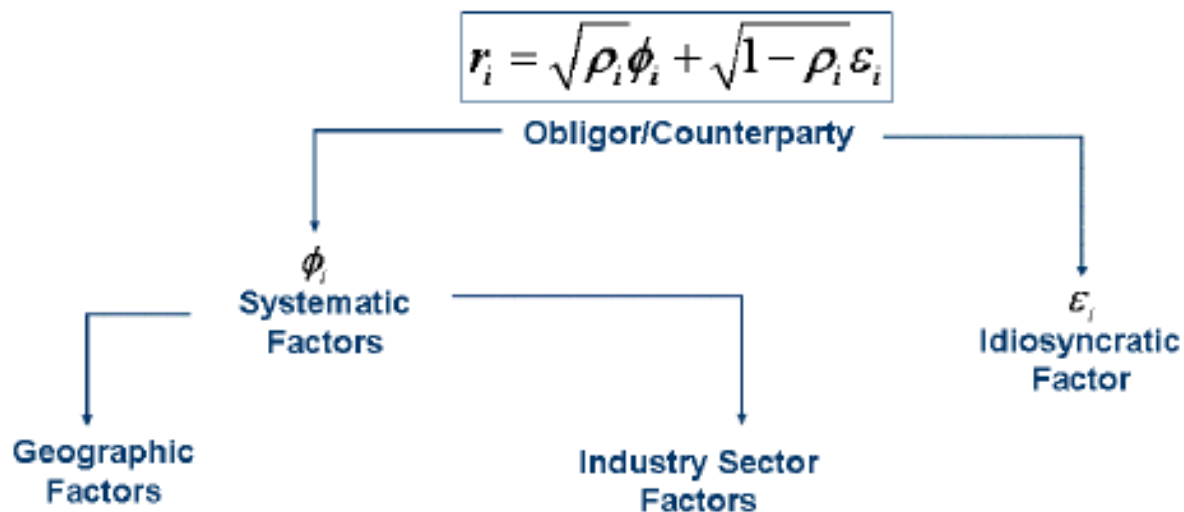 r_i = √ρ_i ϕ_i + √1 − ρ_i ε_i
Obligor/Counterparty
ϕ_i
Systematic
Factors
ε_i
Idiosyncratic
Factor
Geographic
Factors
Industry Sector
Factors